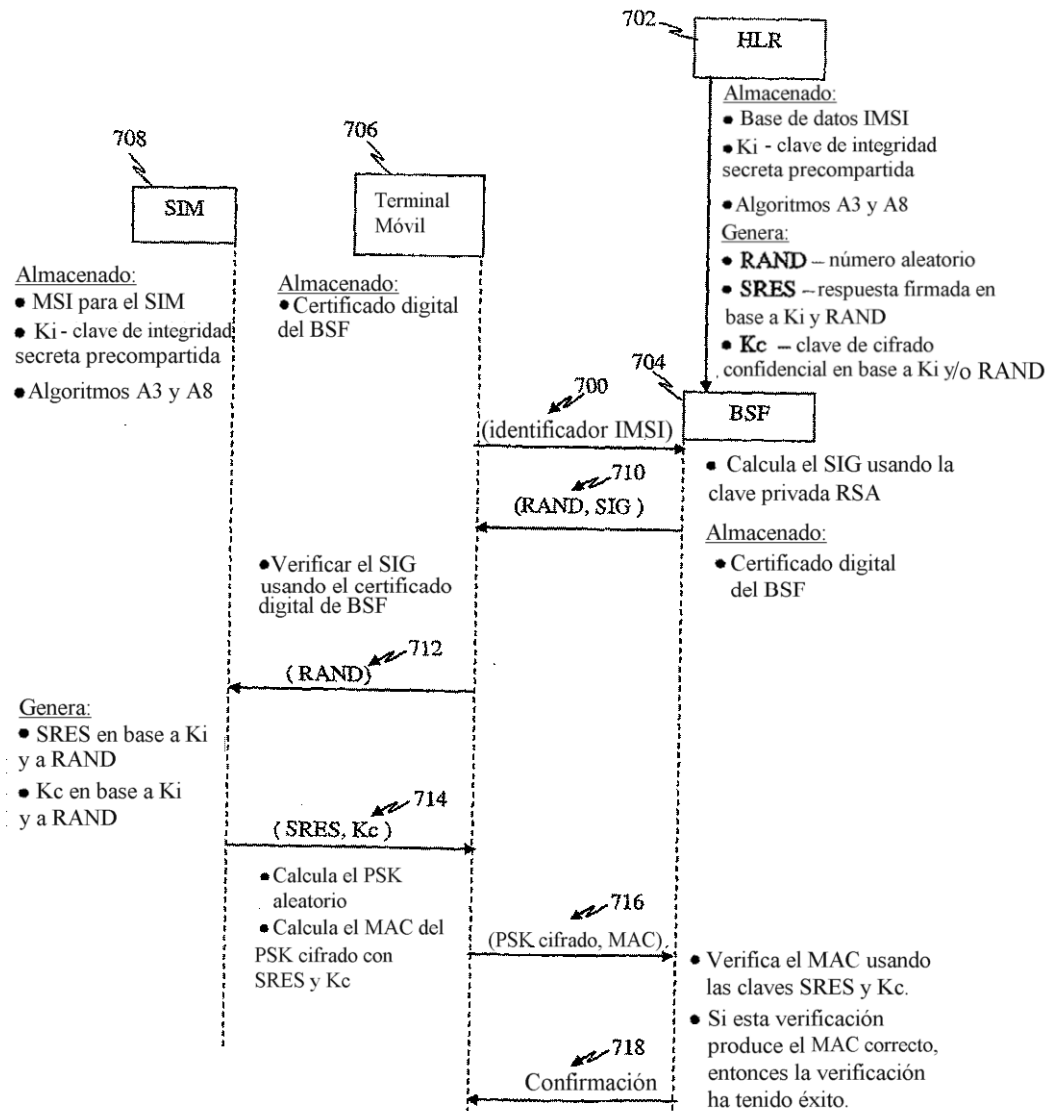 702
HLR
Almacenado:
● Base de datos IMSI
● Ki - clave de integridad
secreta precompartida
● Algoritmos A3 y A8
Genera:
● RAND – número aleatorio
● SRES – respuesta firmada en
base a Ki y RAND
● Kc – clave de cifrado
confidencial en base a Ki y/o RAND
708
SIM
Almacenado:
● MSI para el SIM
● Ki - clave de integridad
secreta precompartida
● Algoritmos A3 y A8
706
Terminal
Móvil
Almacenado:
● Certificado digital
del BSF
704
BSF
700
(identificador IMSI)
● Calcula el SIG usando la
clave privada RSA
Almacenado:
● Certificado digital
del BSF
710
(RAND, SIG )
● Verificar el SIG
usando el certificado
digital de BSF
712
( RAND)
Genera:
● SRES en base a Ki
y a RAND
● Kc en base a Ki
y a RAND
714
( SRES, Kc )
● Calcula el PSK
aleatorio
● Calcula el MAC del
PSK cifrado con
SRES y Kc
716
(PSK cifrado, MAC)
● Verifica el MAC usando
las claves SRES y Kc.
● Si esta verificación
produce el MAC correcto,
entonces la verificación
ha tenido éxito.
718
Confirmación